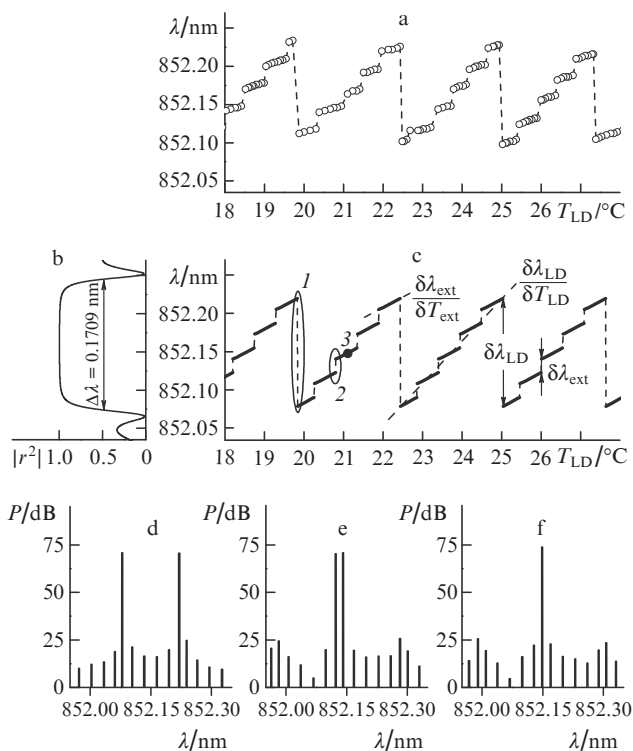 λ/nm
a
852.20
852.15
852.10
852.05
18 19 20 21 22 23 24 25 26 T_LD/°C
b
λ/nm
c
1
δλ_ext
δT_ext
δλ_LD
δT_LD
852.20
3
852.15
δλ_LD
δλ_ext
852.10
2
852.05
Δλ = 0.1709 nm
|r²| 1.0 0.5 0
18 19 20 21 22 23 24 25 26 T_LD/°C
P/dB d P/dB e P/dB f
75 75 75
50 50 50
25 25 25
0 0 0
852.00 852.15 852.30 852.00 852.15 852.30 852.00 852.15 852.30
λ/nm λ/nm λ/nm